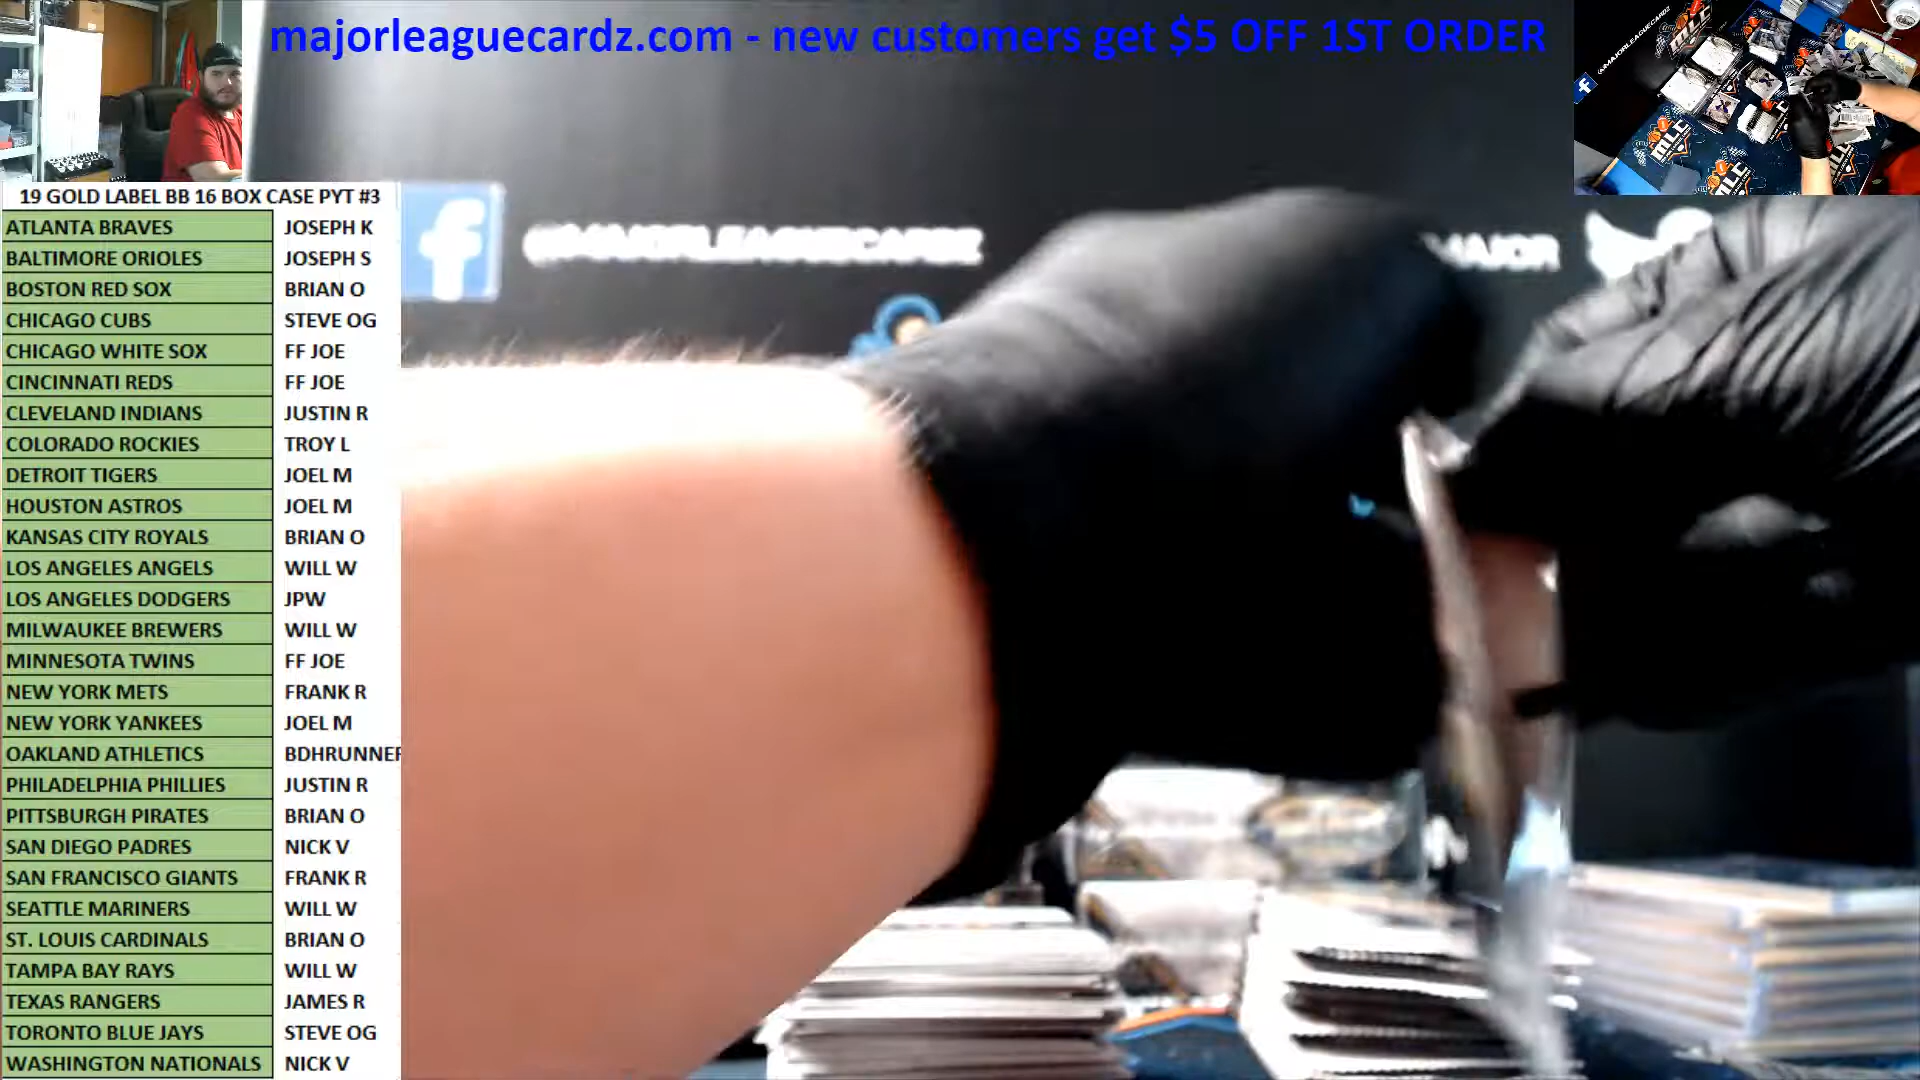 majorleaguecardz.com - new customers get $5 OFF 1ST ORDER
19 GOLD LABEL BB 16 BOX CASE PYT #3
ATLANTA BRAVES JOSEPH K
BALTIMORE ORIOLES JOSEPH S
BOSTON RED SOX BRIAN O
CHICAGO CUBS STEVE OG
CHICAGO WHITE SOX FF JOE
CINCINNATI REDS FF JOE
CLEVELAND INDIANS JUSTIN R
COLORADO ROCKIES TROY L
DETROIT TIGERS JOEL M
HOUSTON ASTROS JOEL M
KANSAS CITY ROYALS BRIAN O
LOS ANGELES ANGELS WILL W
LOS ANGELES DODGERS JPW
MILWAUKEE BREWERS WILL W
MINNESOTA TWINS FF JOE
NEW YORK METS FRANK R
NEW YORK YANKEES JOEL M
OAKLAND ATHLETICS BDHRUNNER
PHILADELPHIA PHILLIES JUSTIN R
PITTSBURGH PIRATES BRIAN O
SAN DIEGO PADRES NICK V
SAN FRANCISCO GIANTS FRANK R
SEATTLE MARINERS WILL W
ST. LOUIS CARDINALS BRIAN O
TAMPA BAY RAYS WILL W
TEXAS RANGERS JAMES R
TORONTO BLUE JAYS STEVE OG
WASHINGTON NATIONALS NICK V
@MAJORLEAGUECARDZ
MAJOR
MLC
MLC